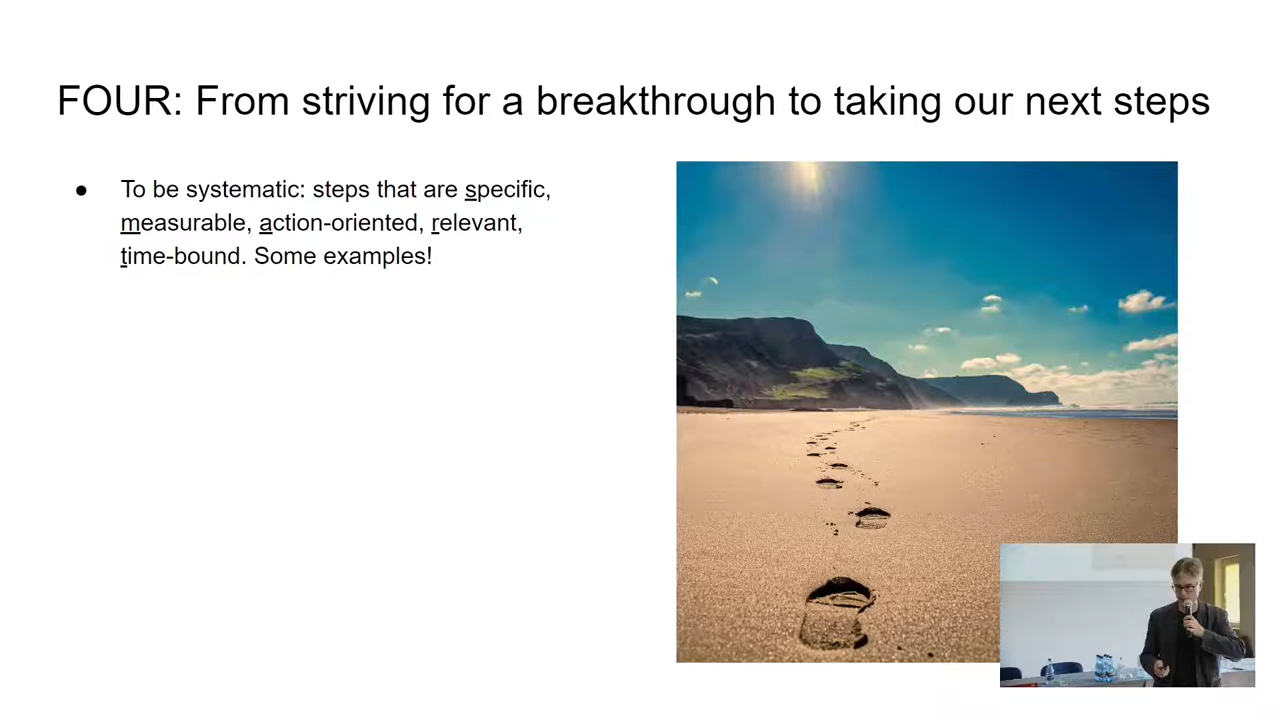 FOUR: From striving for a breakthrough to taking our next steps
● To be systematic: steps that are specific,
measurable, action-oriented, relevant,
time-bound. Some examples!